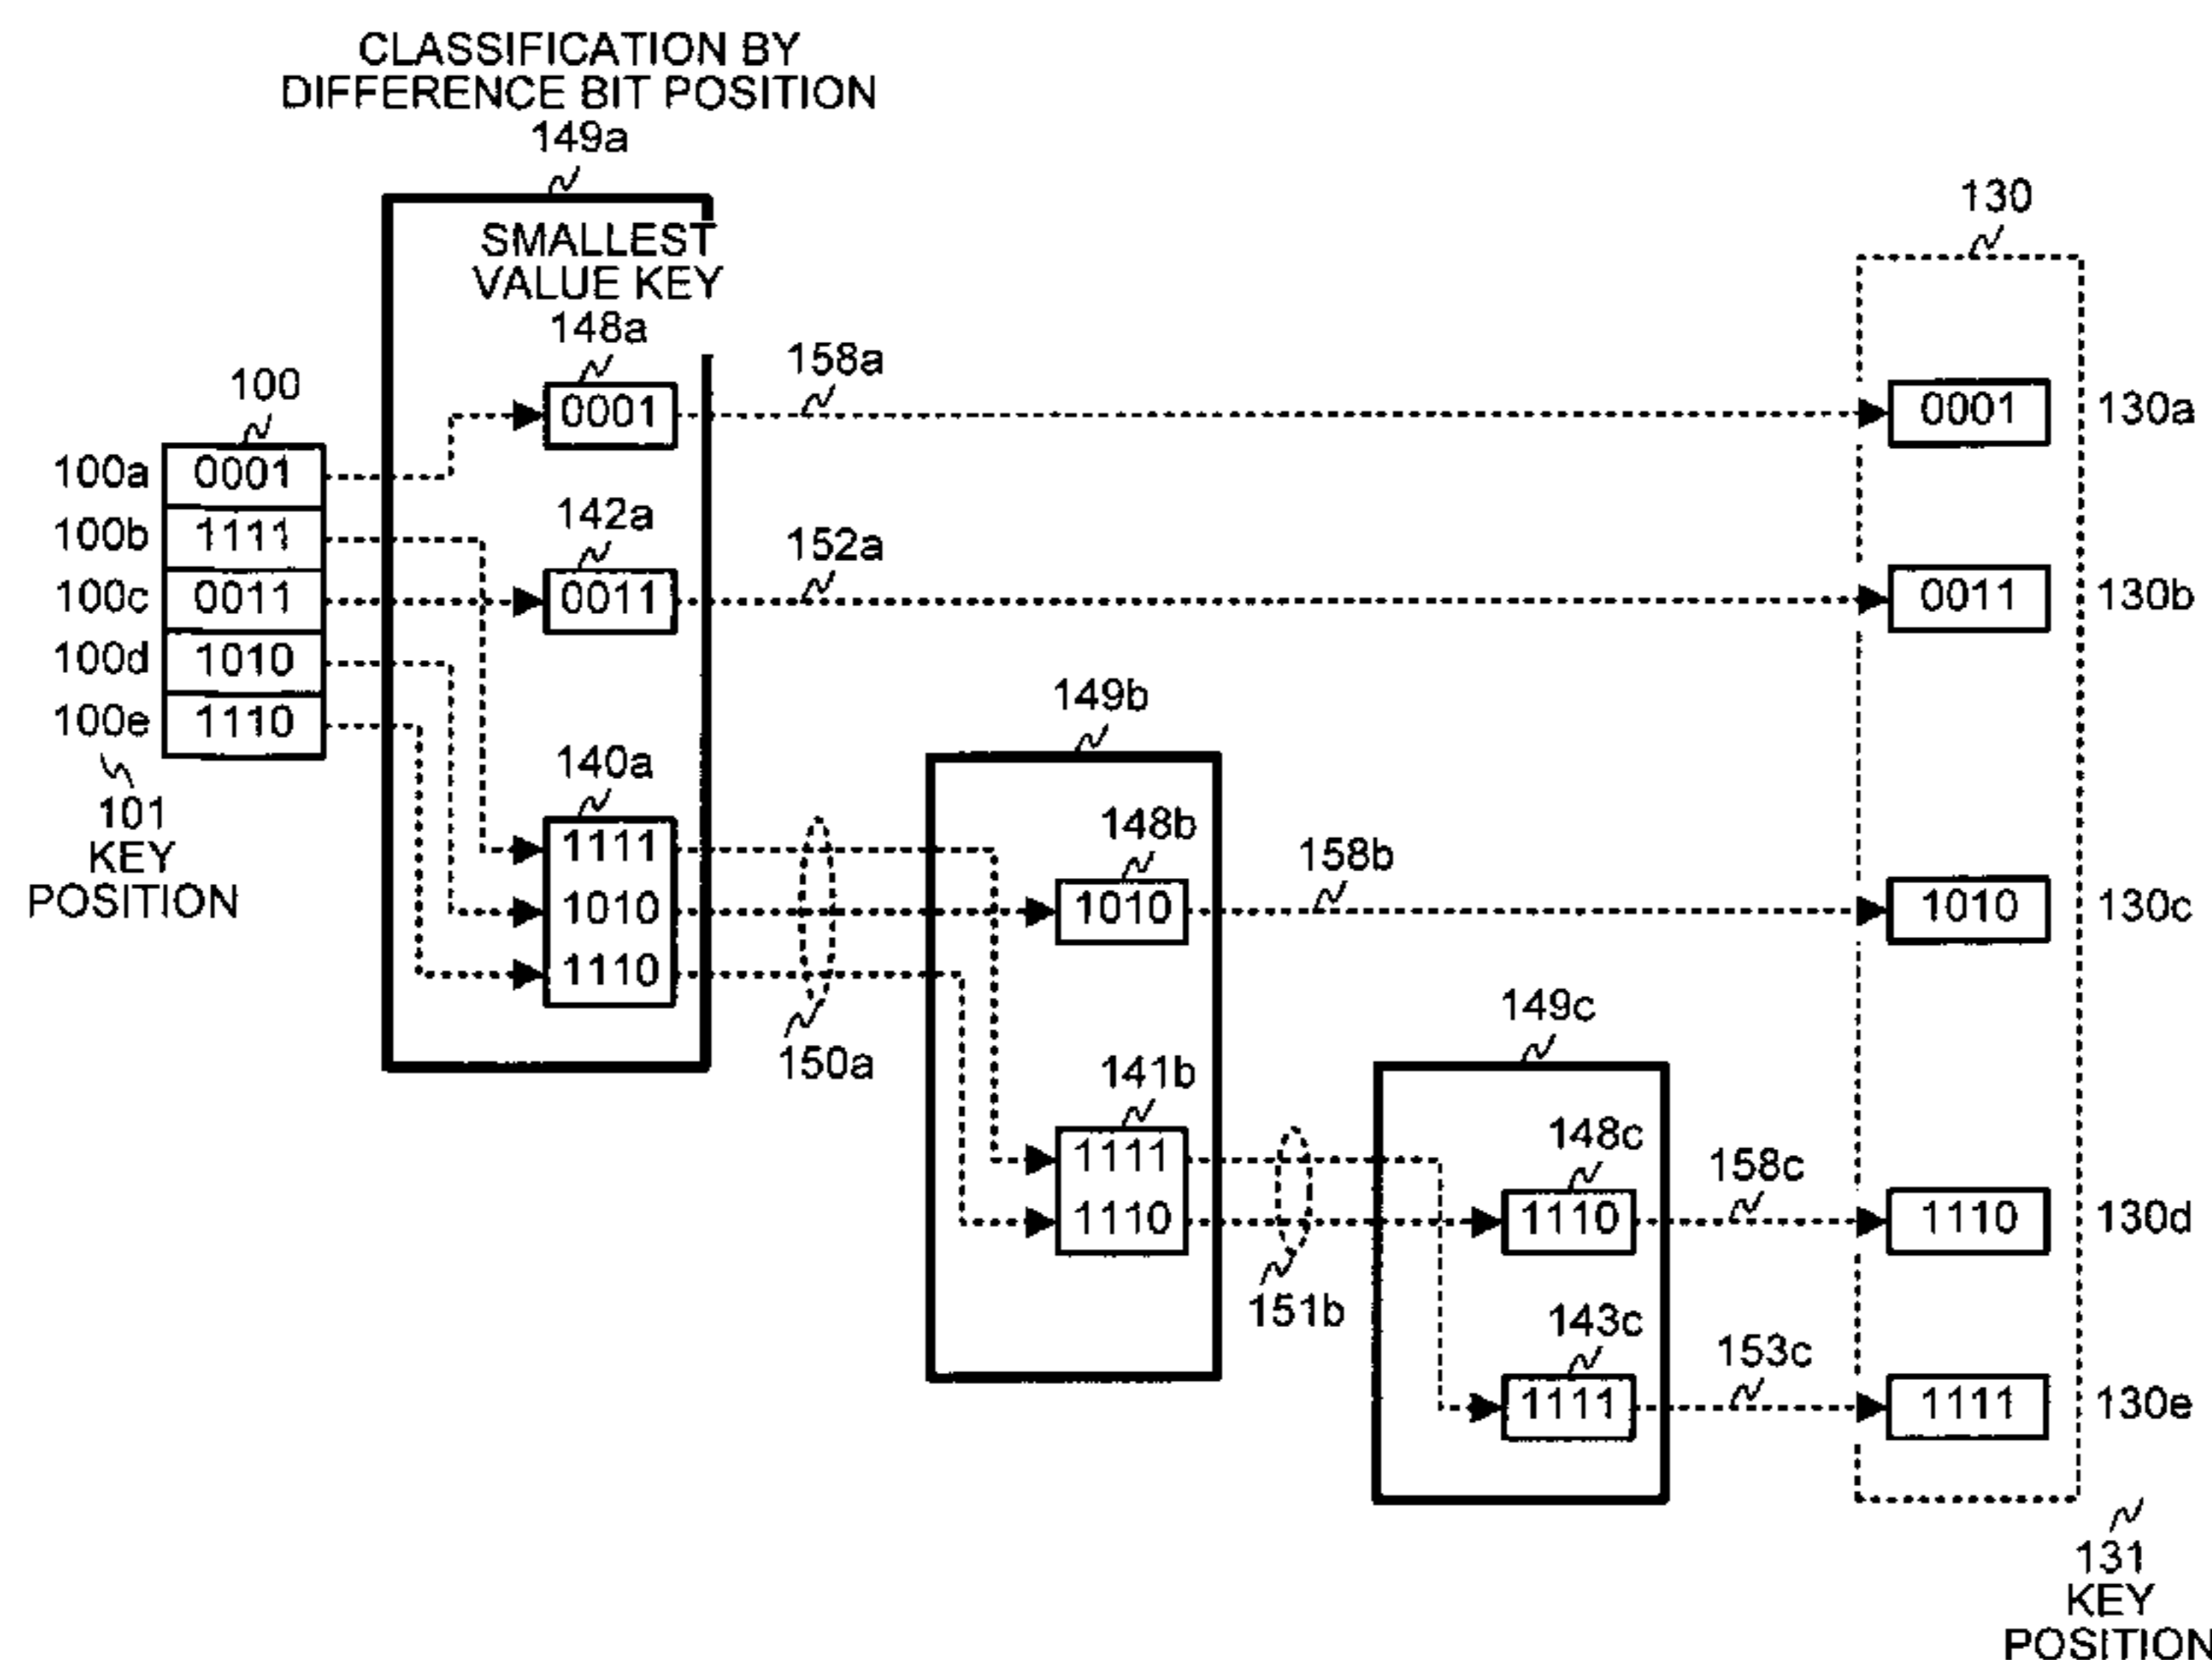 CLASSIFICATION BY
DIFFERENCE BIT POSITION
149a
SMALLEST
VALUE KEY
148a
0001
158a
130
0001
130a
100
100a
0001
100b
1111
100c
0011
100d
1010
100e
1110
101
KEY
POSITION
142a
0011
152a
0011
130b
140a
1111
1010
1110
150a
149b
148b
1010
158b
1010
130c
141b
1111
1110
151b
149c
148c
1110
158c
1110
130d
143c
1111
153c
1111
130e
131
KEY
POSITION